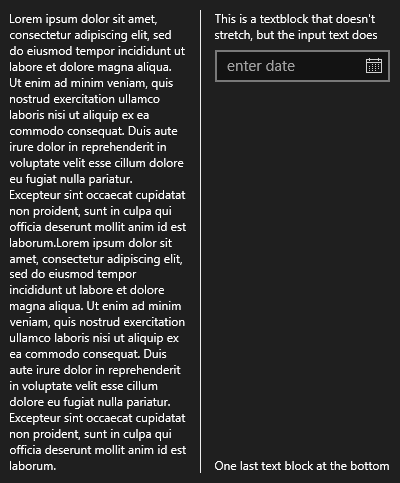 Lorem ipsum dolor sit amet,
consectetur adipiscing elit, sed
do eiusmod tempor incididunt ut
labore et dolore magna aliqua.
Ut enim ad minim veniam, quis
nostrud exercitation ullamco
laboris nisi ut aliquip ex ea
commodo consequat. Duis aute
irure dolor in reprehenderit in
voluptate velit esse cillum dolore
eu fugiat nulla pariatur.
Excepteur sint occaecat cupidatat
non proident, sunt in culpa qui
officia deserunt mollit anim id est
laborum.Lorem ipsum dolor sit
amet, consectetur adipiscing elit,
sed do eiusmod tempor
incididunt ut labore et dolore
magna aliqua. Ut enim ad minim
veniam, quis nostrud exercitation
ullamco laboris nisi ut aliquip ex
ea commodo consequat. Duis
aute irure dolor in reprehenderit
in voluptate velit esse cillum
dolore eu fugiat nulla pariatur.
Excepteur sint occaecat cupidatat
non proident, sunt in culpa qui
officia deserunt mollit anim id est
laborum.
This is a textblock that doesn't
stretch, but the input text does
enter date
One last text block at the bottom